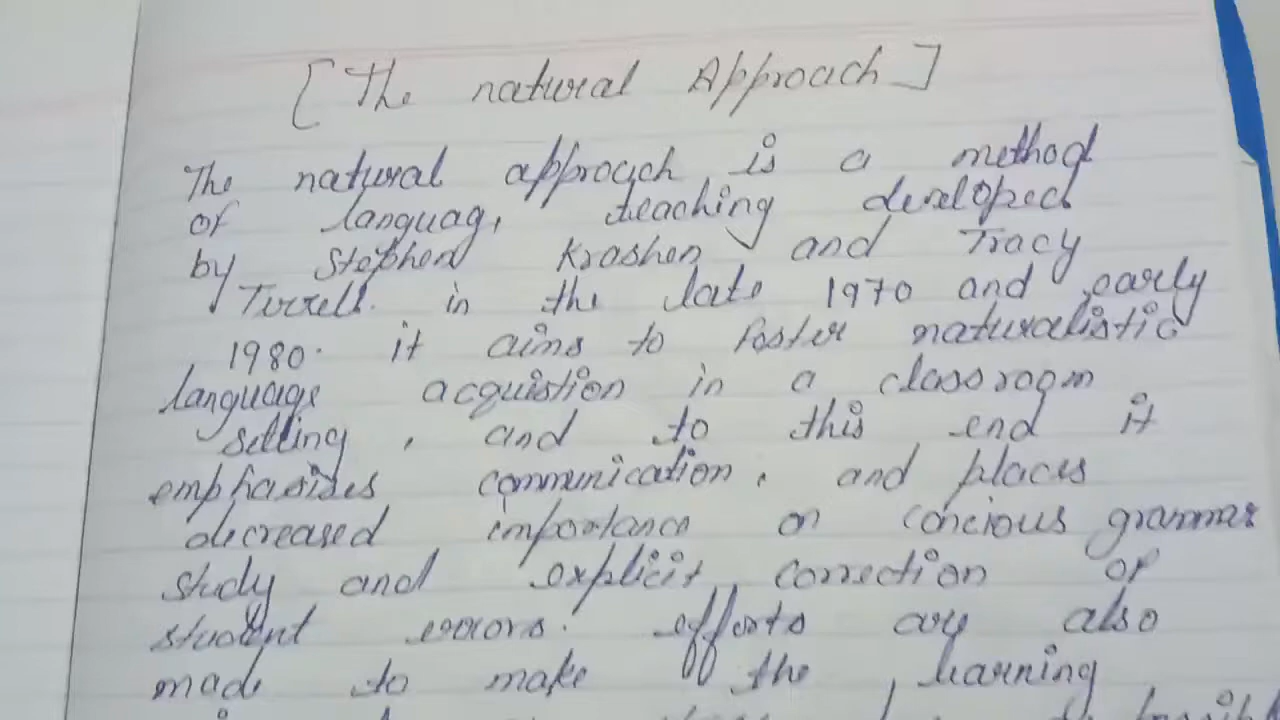 [The natural Approach]
The natural approach is a method
of languag, teaching developed
by Stephen Krashen and Tracy
Terrell. in the late 1970 and early
1980. it aims to foster naturalistic
language acquistion in a classroom
setting, and to this end it
emphasides communication, and places
decreased importance on concious grammar
study and explicit correction of
student errors. efforts are also
made to make the learning